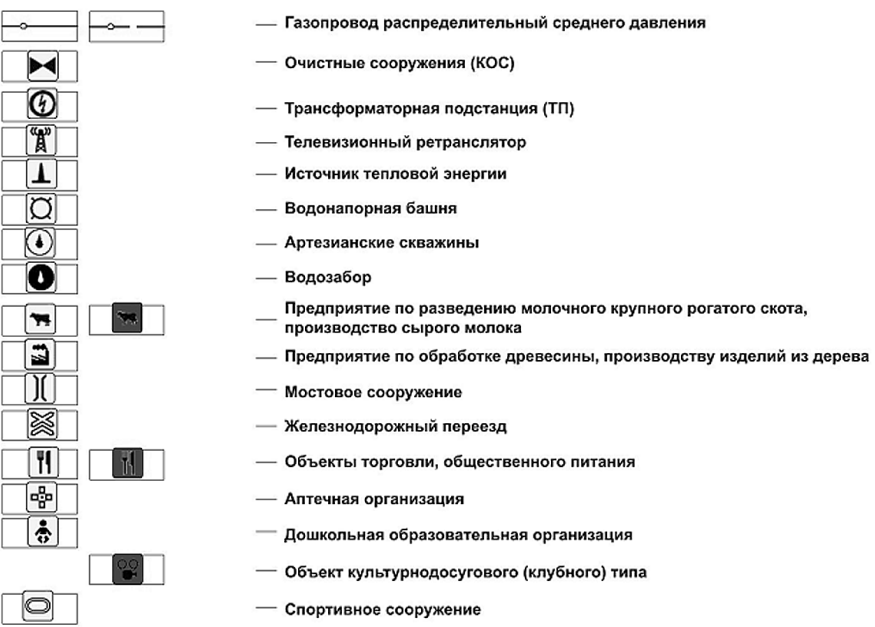 Газопровод распределительный среднего давления
Очистные сооружения (КОС)
Трансформаторная подстанция (ТП)
Телевизионный ретранслятор
Источник тепловой энергии
Водонапорная башня
Артезианские скважины
Водозабор
Предприятие по разведению молочного крупного рогатого скота,
производство сырого молока
Предприятие по обработке древесины, производству изделий из дерева
Мостовое сооружение
Железнодорожный переезд
Объекты торговли, общественного питания
Аптечная организация
Дошкольная образовательная организация
Объект культурнодосугового (клубного) типа
Спортивное сооружение